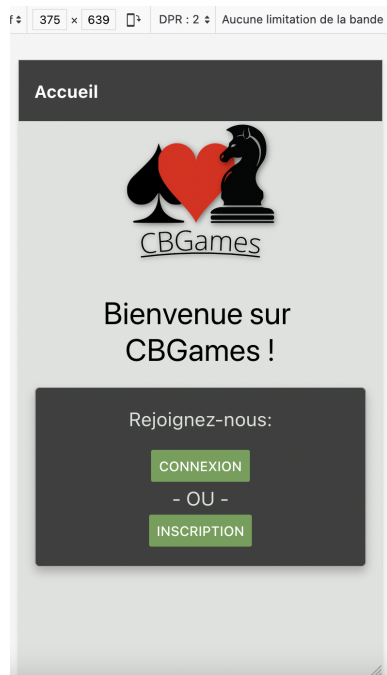 375 × 639 DPR : 2 Aucune limitation de la bande
Accueil
CBGames
Bienvenue sur
CBGames !
Rejoignez-nous:
CONNEXION
- OU -
INSCRIPTION